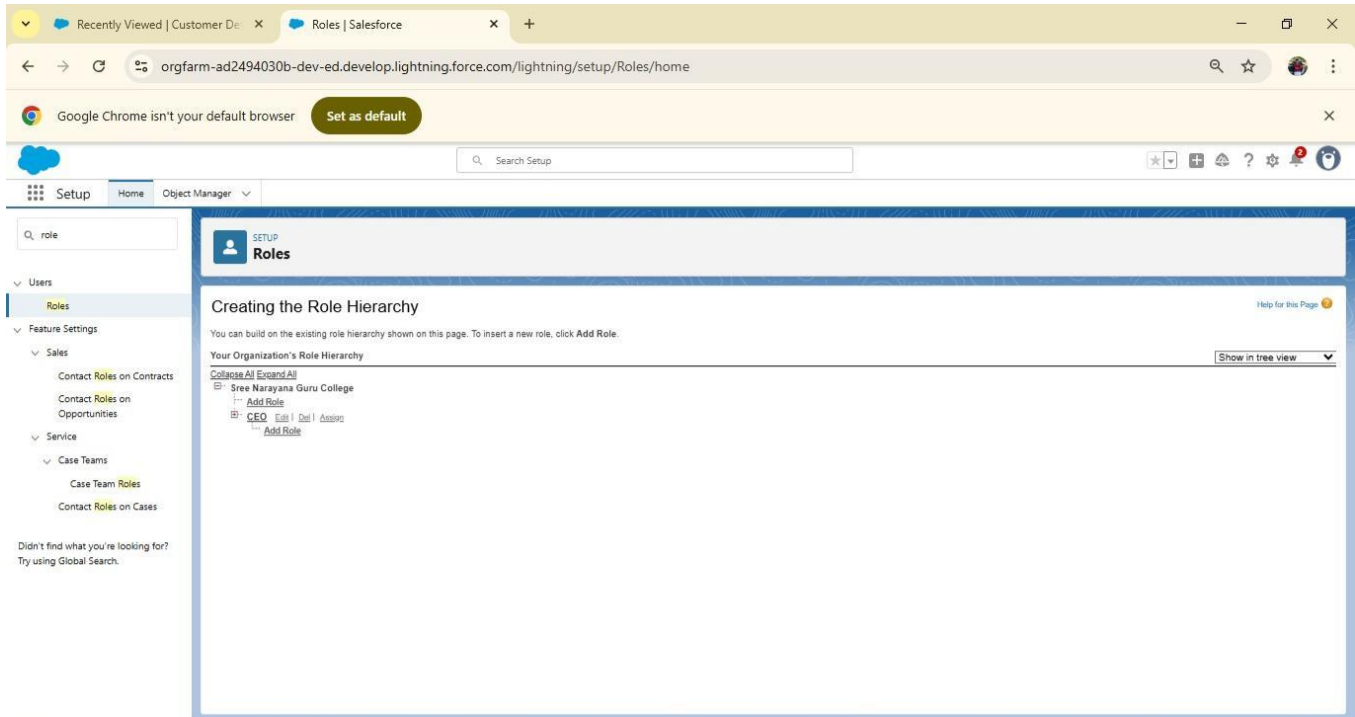 Recently Viewed | Customer De
Roles | Salesforce
orgfarm-ad2494030b-dev-ed.develop.lightning.force.com/lightning/setup/Roles/home
Google Chrome isn't your default browser
Set as default
Search Setup
2
Setup
Home
Object Manager
role
Users
Roles
Feature Settings
Sales
Contact Roles on Contracts
Contact Roles on
Opportunities
Service
Case Teams
Case Team Roles
Contact Roles on Cases
Didn't find what you're looking for?
Try using Global Search.
SETUP
Roles
Creating the Role Hierarchy
Help for this Page
You can build on the existing role hierarchy shown on this page. To insert a new role, click Add Role.
Your Organization's Role Hierarchy
Show in tree view
Collapse All Expand All
Sree Narayana Guru College
Add Role
CEO Edit | Del | Assign
Add Role